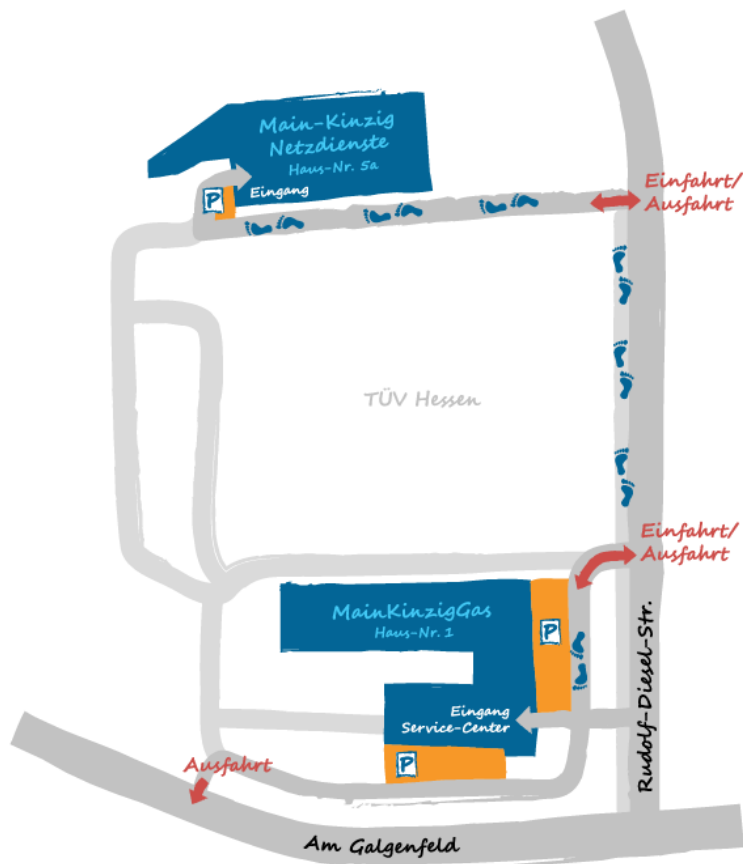 Main-Kinzig
Netzdienste
Haus-Nr. 5a
P
Eingang
Einfahrt/
Ausfahrt
TÜV Hessen
Einfahrt/
Ausfahrt
MainKinzigGas
Haus-Nr. 1
P
Rudolf-Diesel-Str.
Eingang
Service-Center
P
Ausfahrt
Am Galgenfeld